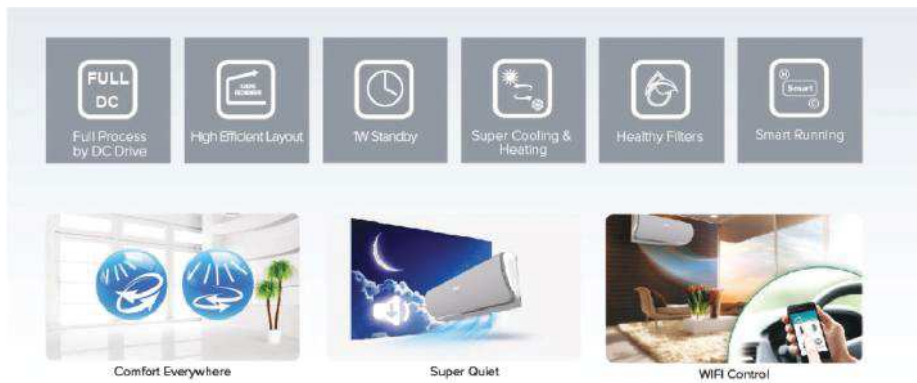 FULL
DC
Full Process
by DC Drive
High Efficient Layout
1W Standby
Super Cooling &
Heating
Healthy Filters
H
Smart
C
Smart Running
Comfort Everywhere
Super Quiet
WIFI Control